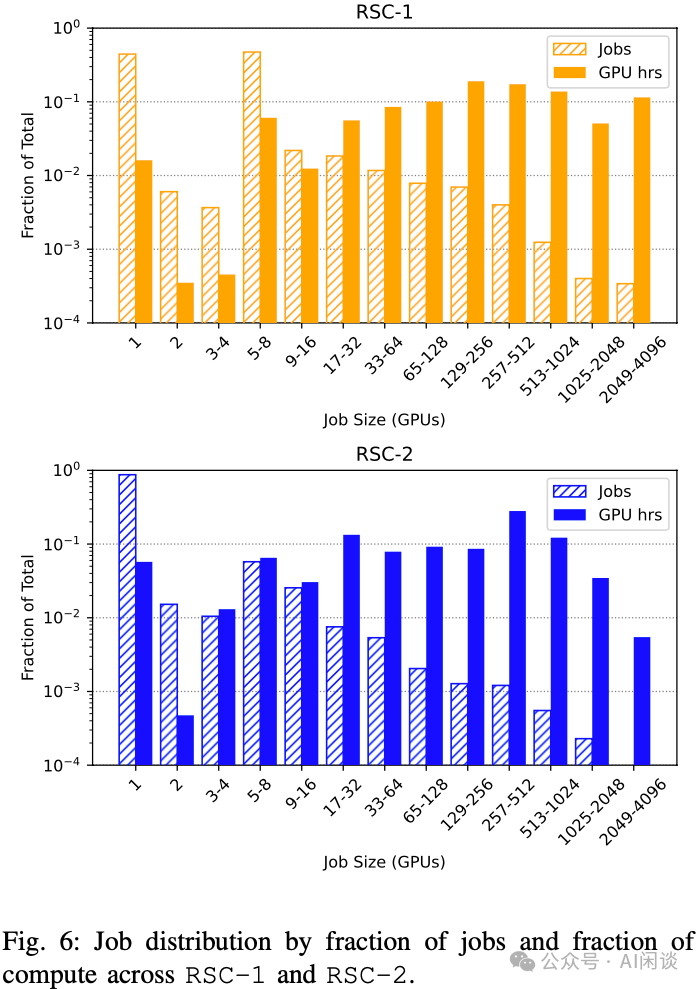 RSC-1
Fraction of Total
10⁰
10⁻¹
10⁻²
10⁻³
10⁻⁴
Jobs
GPU hrs
1
2
3-4
5-8
9-16
17-32
33-64
65-128
129-256
257-512
513-1024
1025-2048
2049-4096
Job Size (GPUs)
RSC-2
Fraction of Total
10⁰
10⁻¹
10⁻²
10⁻³
10⁻⁴
Jobs
GPU hrs
1
2
3-4
5-8
9-16
17-32
33-64
65-128
129-256
257-512
513-1024
1025-2048
2049-4096
Job Size (GPUs)
Fig. 6: Job distribution by fraction of jobs and fraction of
compute across RSC-1 and RSC-2.
公众号 · AI闲谈